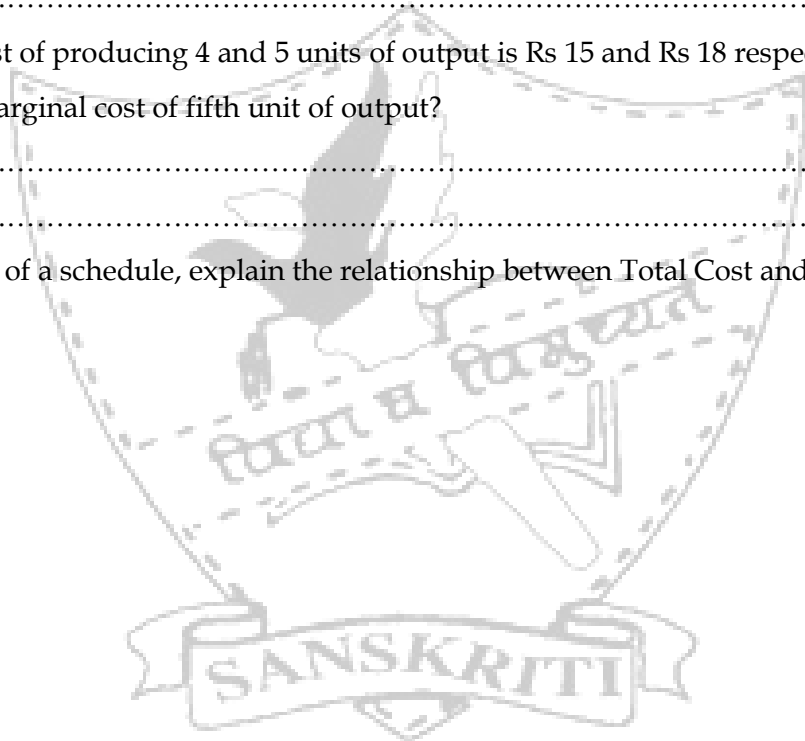 ……………………………………………………………………………………
st of producing 4 and 5 units of output is Rs 15 and Rs 18 respe
arginal cost of fifth unit of output?
……………………………………………………………………………………
……………………………………………………………………………………
of a schedule, explain the relationship between Total Cost and
विद्या च विमुच्यते
SANSKRITI